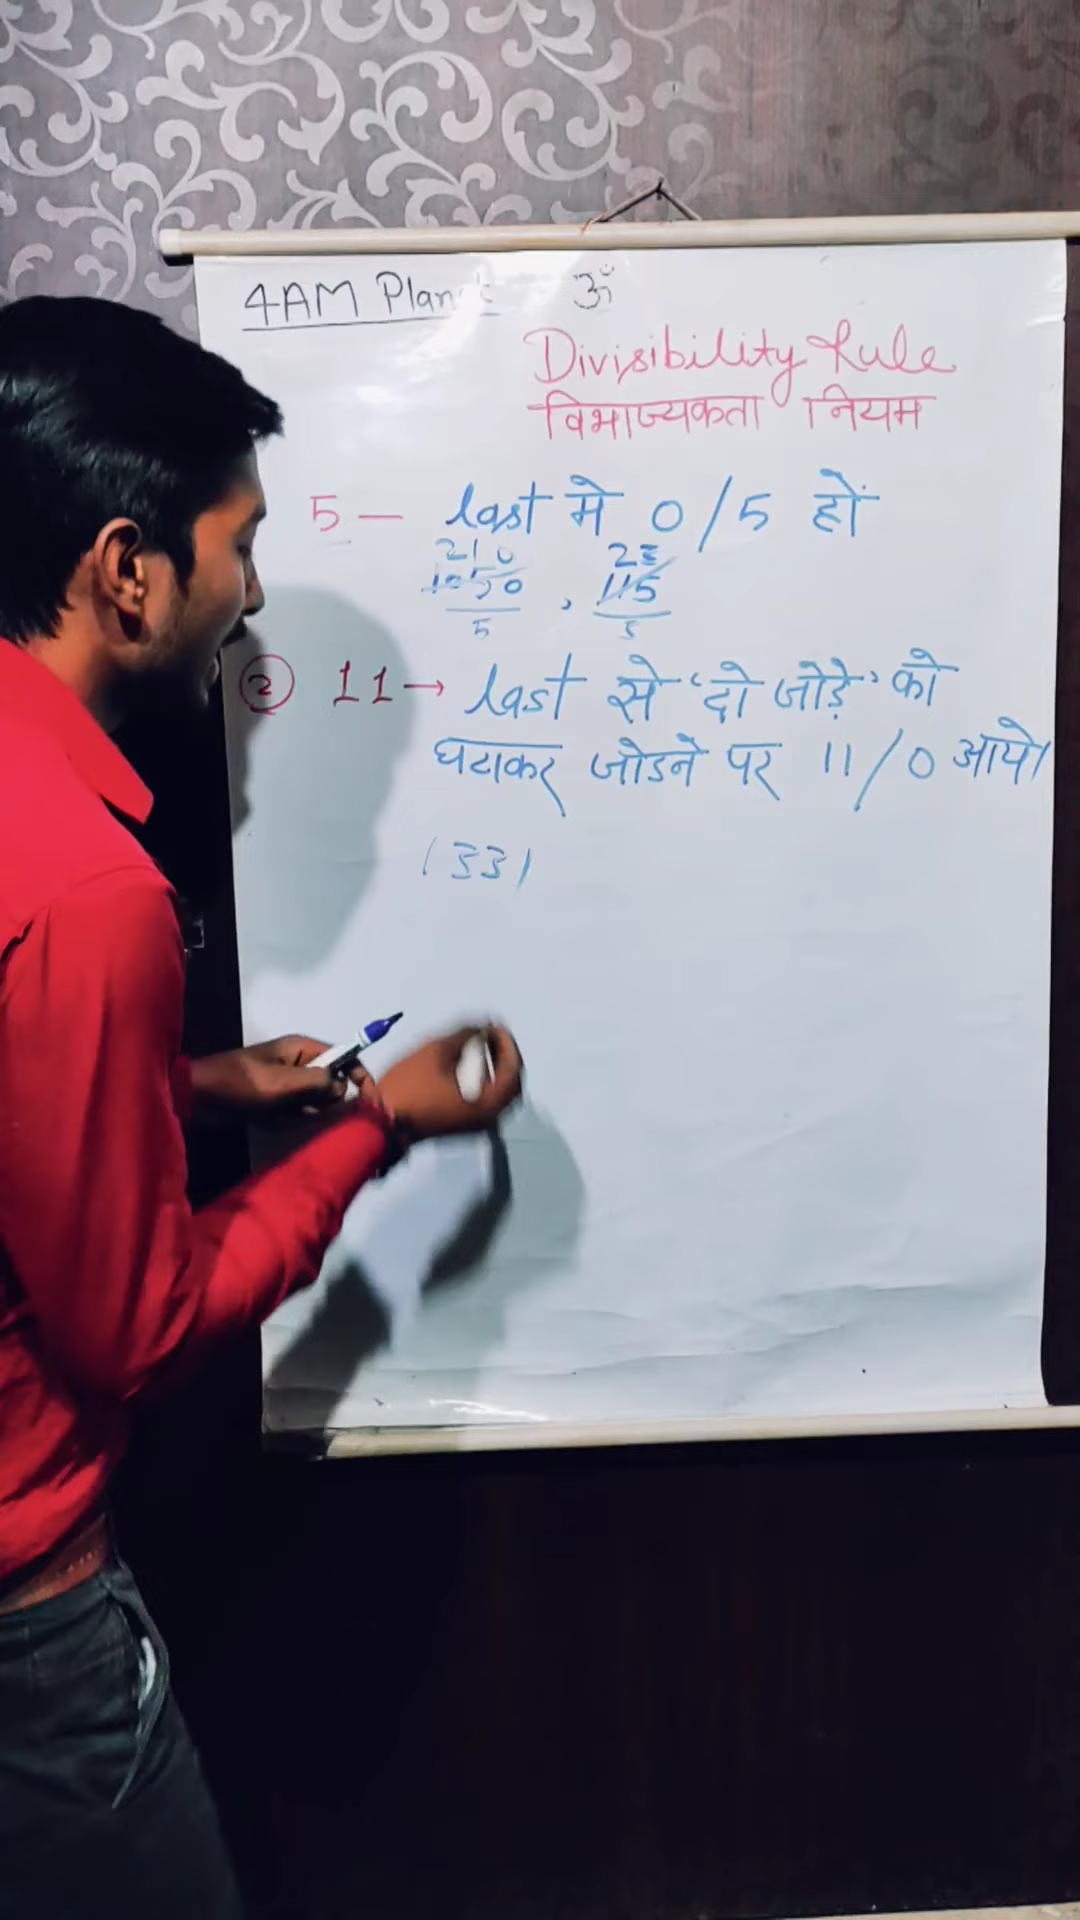 4AM Plan ॐ
Divisibility Rule
विभाज्यकता नियम
5 — last मे 0/5 हों
210 23
1050 , 115
5 5
2 11 → last से ‘दो जोड़े’ को
घटाकर जोडने पर 11/0 आये।
1331